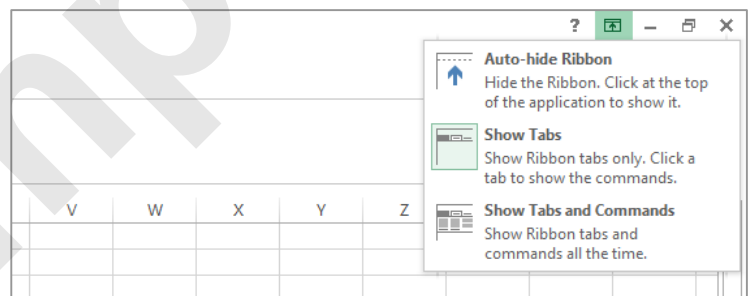 ?
Auto-hide Ribbon
Hide the Ribbon. Click at the top
of the application to show it.
Show Tabs
Show Ribbon tabs only. Click a
tab to show the commands.
V W X Y Z
Show Tabs and Commands
Show Ribbon tabs and
commands all the time.